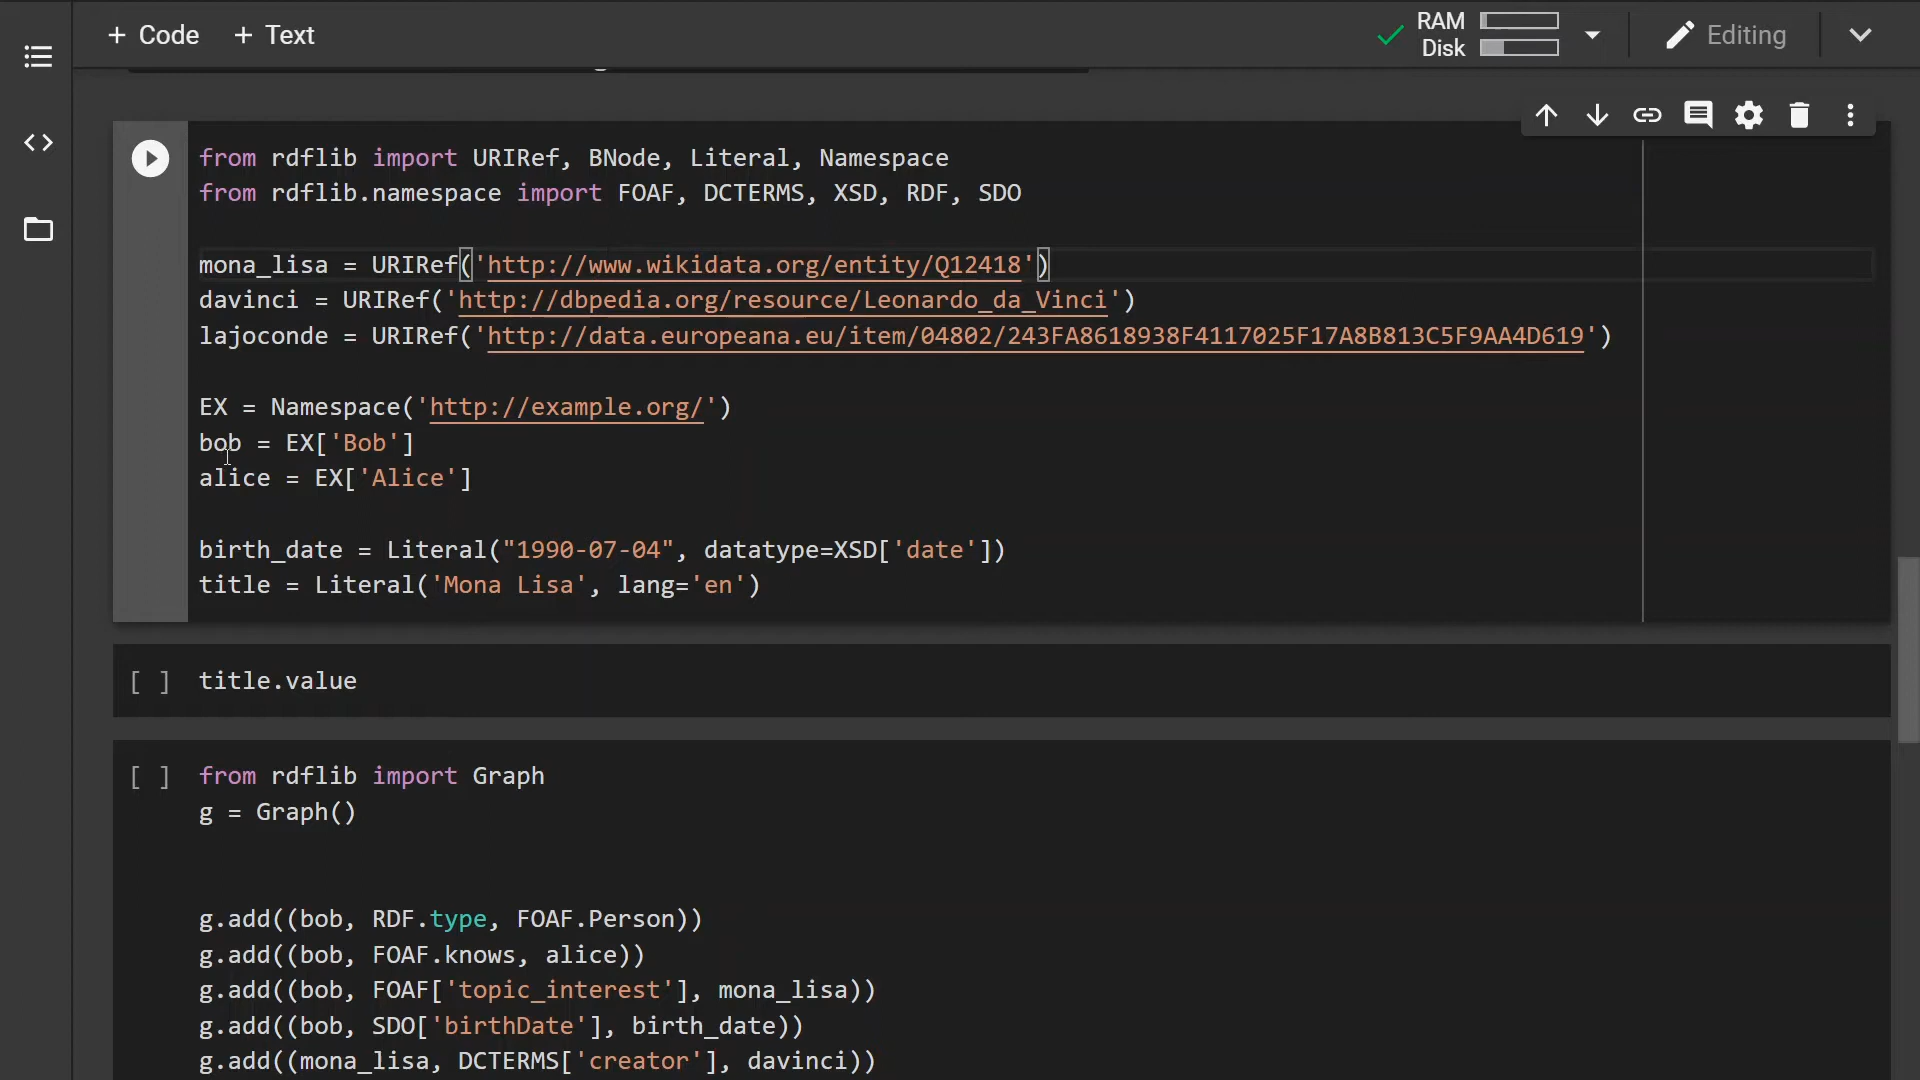 + Code + Text
RAM
Disk
Editing
from rdflib import URIRef, BNode, Literal, Namespace
from rdflib.namespace import FOAF, DCTERMS, XSD, RDF, SDO
mona_lisa = URIRef('http://www.wikidata.org/entity/Q12418')
davinci = URIRef('http://dbpedia.org/resource/Leonardo_da_Vinci')
lajoconde = URIRef('http://data.europeana.eu/item/04802/243FA8618938F4117025F17A8B813C5F9AA4D619')
EX = Namespace('http://example.org/')
bob = EX['Bob']
alice = EX['Alice']
birth_date = Literal("1990-07-04", datatype=XSD['date'])
title = Literal('Mona Lisa', lang='en')
[ ] title.value
[ ] from rdflib import Graph
g = Graph()
g.add((bob, RDF.type, FOAF.Person))
g.add((bob, FOAF.knows, alice))
g.add((bob, FOAF['topic_interest'], mona_lisa))
g.add((bob, SDO['birthDate'], birth_date))
g.add((mona_lisa, DCTERMS['creator'], davinci))